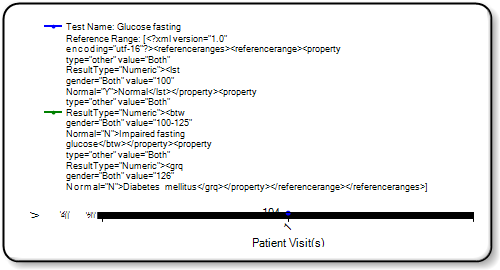 Test Name: Glucose fasting
Reference Range: [<?xml version="1.0"
encoding="utf-16"?><referenceranges><referencerange><property
type="other" value="Both"
ResultType="Numeric"><lst
gender="Both" value="100"
Normal="Y">Normal</lst></property><property
type="other" value="Both"
ResultType="Numeric"><btw
gender="Both" value="100-125"
Normal="N">Impaired fasting
glucose</btw></property><property
type="other" value="Both"
ResultType="Numeric"><grq
gender="Both" value="126"
Normal="N">Diabetes mellitus</grq></property></referencerange></referenceranges>]
Patient Visit(s)